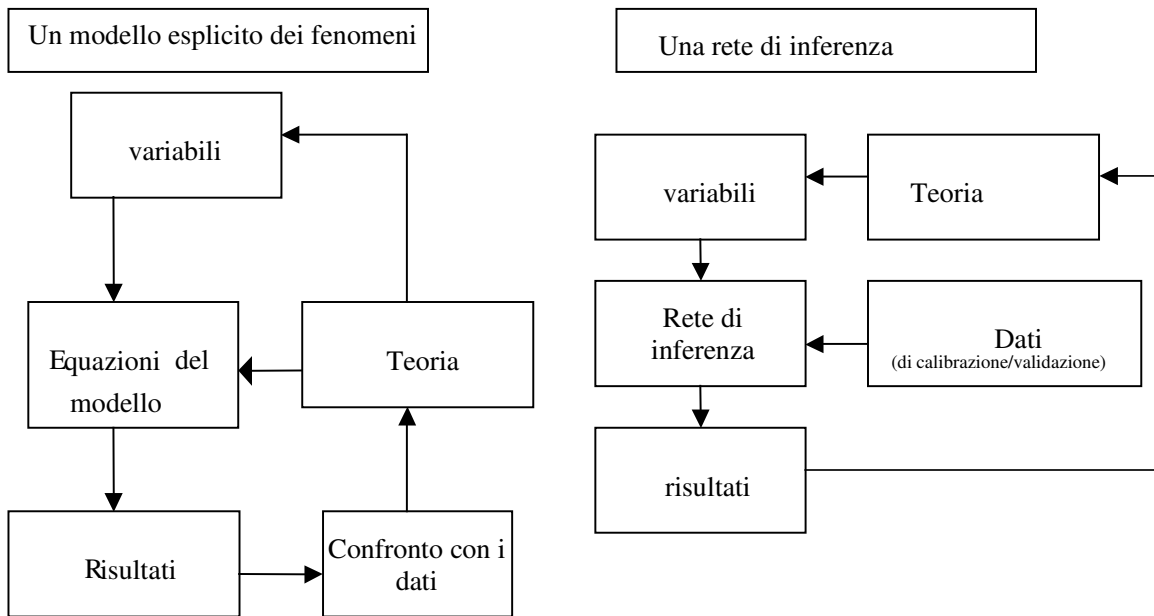 Un modello esplicito dei fenomeni
variabili
Equazioni del
modello
Teoria
Risultati
Confronto con i
dati
Una rete di inferenza
variabili
Teoria
Rete di
inferenza
Dati
(di calibrazione/validazione)
risultati